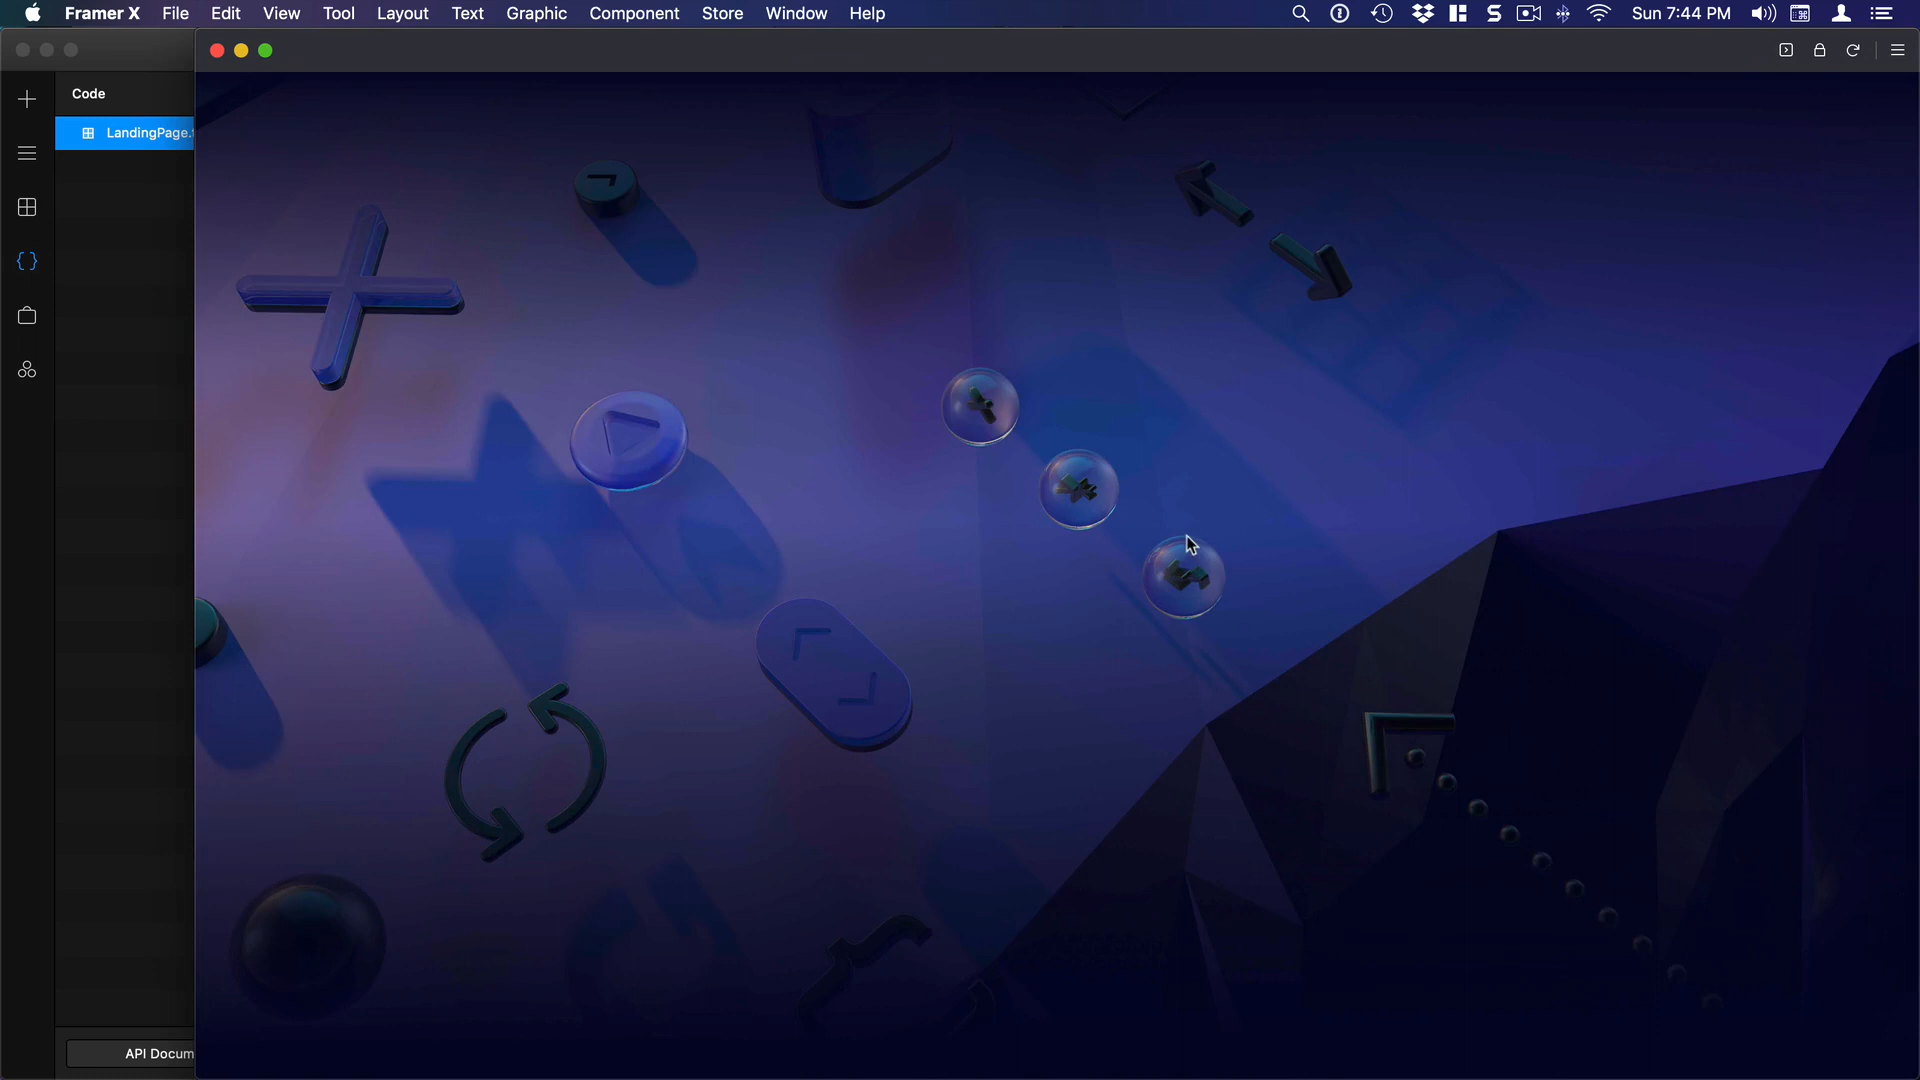 Framer X File Edit View Tool Layout Text Graphic Component Store Window Help Sun 7:44 PM
Code
LandingPage.
API Docum